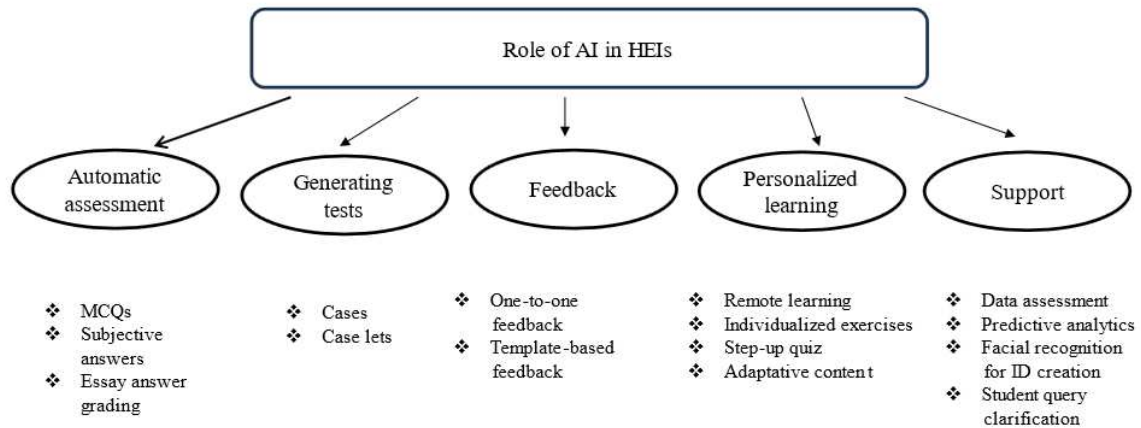 Role of AI in HEIs
Automatic
assessment
Generating
tests
Feedback
Personalized
learning
Support
❖ MCQs
❖ Subjective
answers
❖ Essay answer
grading
❖ Cases
❖ Case lets
❖ One-to-one
feedback
❖ Template-based
feedback
❖ Remote learning
❖ Individualized exercises
❖ Step-up quiz
❖ Adaptative content
❖ Data assessment
❖ Predictive analytics
❖ Facial recognition
for ID creation
❖ Student query
clarification